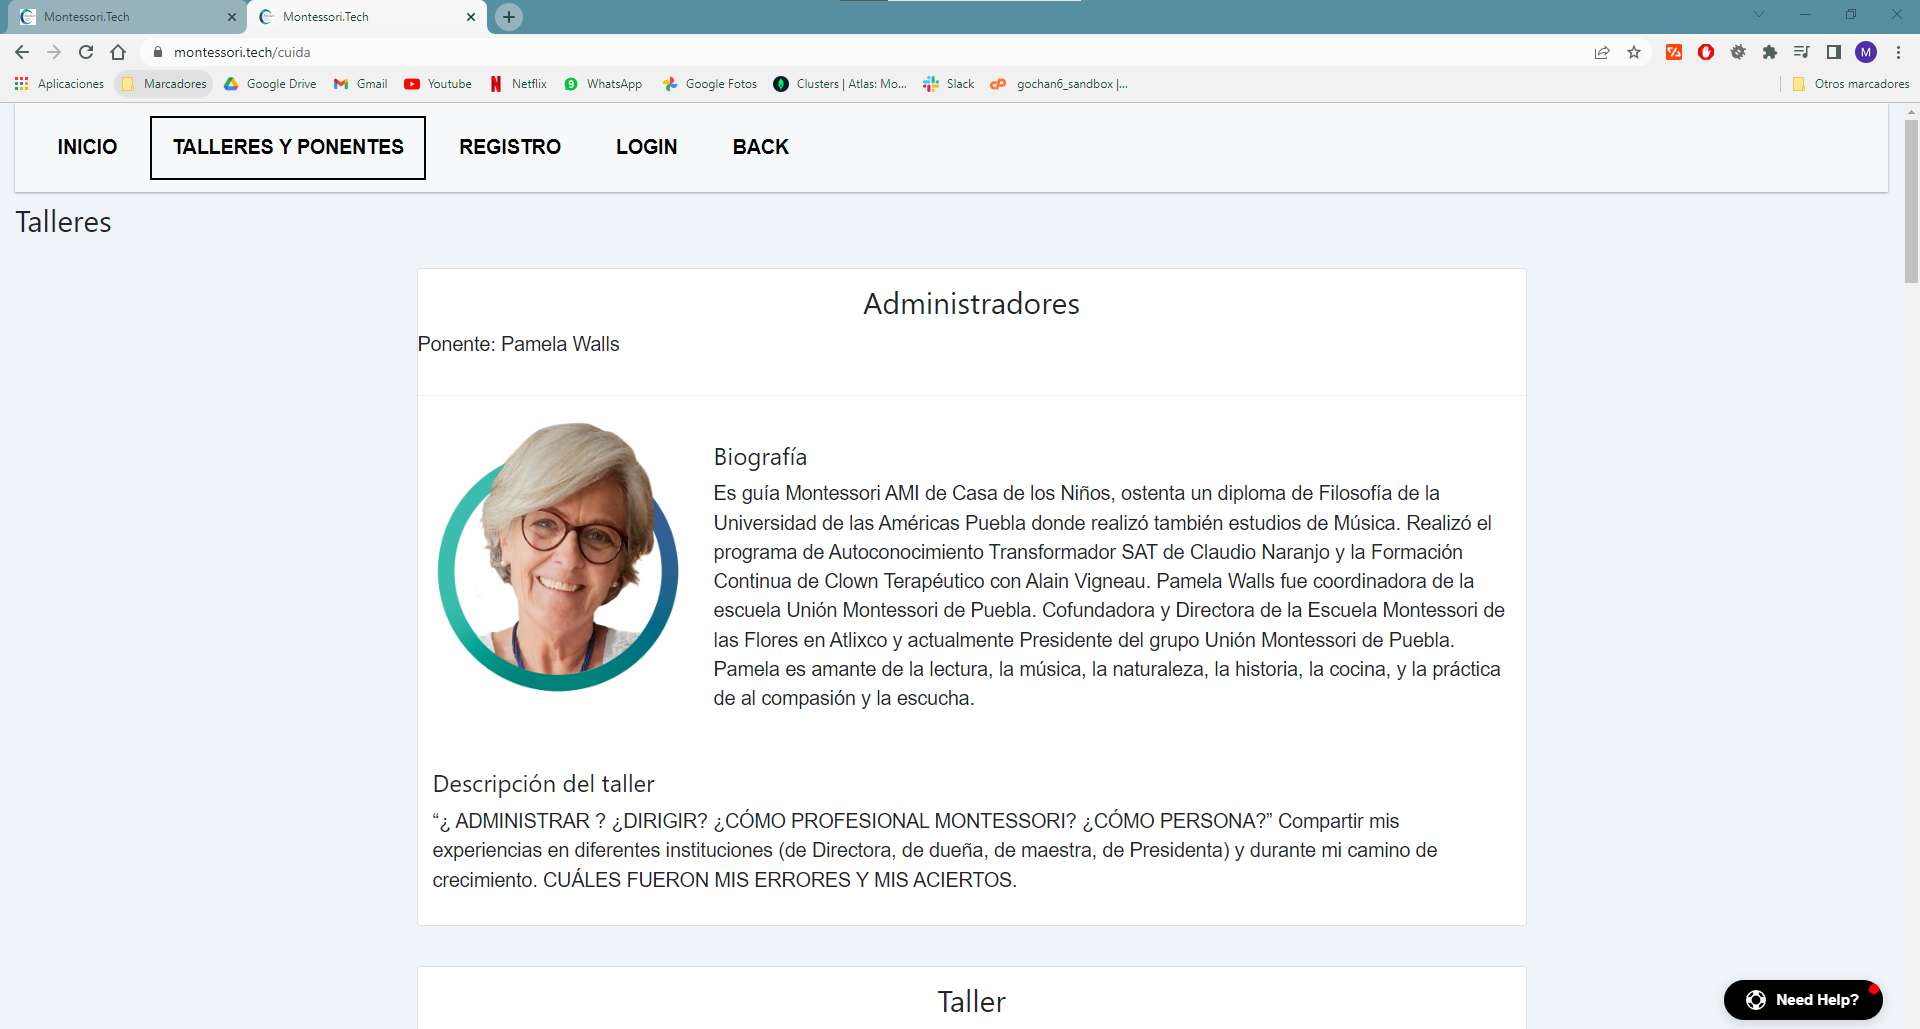 Montessori.Tech
Montessori.Tech
montessori.tech/cuida
M
Aplicaciones
Marcadores
Google Drive
Gmail
Youtube
Netflix
9
WhatsApp
Google Fotos
Clusters | Atlas: Mo...
Slack
cP
gochan6_sandbox |...
Otros marcadores
INICIO
TALLERES Y PONENTES
REGISTRO
LOGIN
BACK
Talleres
Administradores
Ponente: Pamela Walls
Biografía
Es guía Montessori AMI de Casa de los Niños, ostenta un diploma de Filosofía de la
Universidad de las Américas Puebla donde realizó también estudios de Música. Realizó el
programa de Autoconocimiento Transformador SAT de Claudio Naranjo y la Formación
Continua de Clown Terapéutico con Alain Vigneau. Pamela Walls fue coordinadora de la
escuela Unión Montessori de Puebla. Cofundadora y Directora de la Escuela Montessori de
las Flores en Atlixco y actualmente Presidente del grupo Unión Montessori de Puebla.
Pamela es amante de la lectura, la música, la naturaleza, la historia, la cocina, y la práctica
de al compasión y la escucha.
Descripción del taller
“¿ ADMINISTRAR ? ¿DIRIGIR? ¿CÓMO PROFESIONAL MONTESSORI? ¿CÓMO PERSONA?” Compartir mis
experiencias en diferentes instituciones (de Directora, de dueña, de maestra, de Presidenta) y durante mi camino de
crecimiento. CUÁLES FUERON MIS ERRORES Y MIS ACIERTOS.
Taller
Need Help?